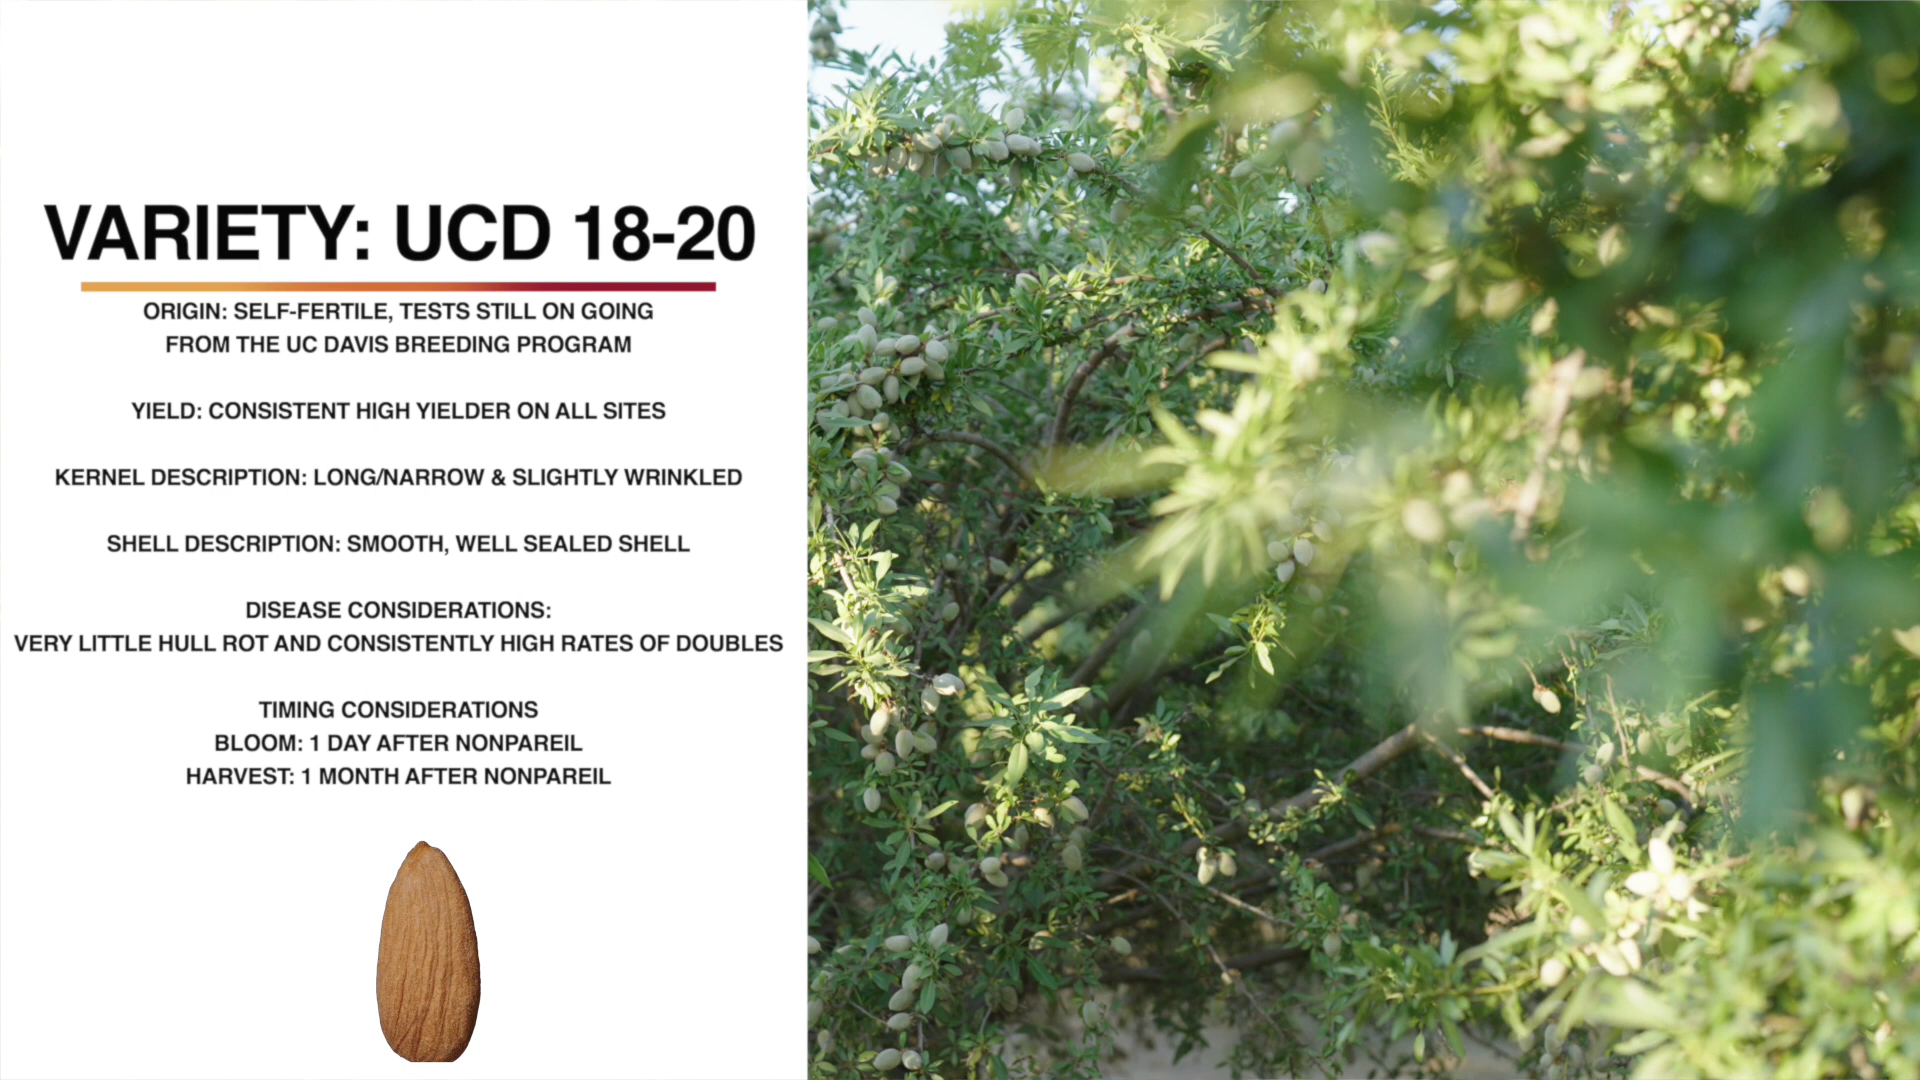 VARIETY: UCD 18-20
ORIGIN: SELF-FERTILE, TESTS STILL ON GOING
FROM THE UC DAVIS BREEDING PROGRAM
YIELD: CONSISTENT HIGH YIELDER ON ALL SITES
KERNEL DESCRIPTION: LONG/NARROW & SLIGHTLY WRINKLED
SHELL DESCRIPTION: SMOOTH, WELL SEALED SHELL
DISEASE CONSIDERATIONS:
VERY LITTLE HULL ROT AND CONSISTENTLY HIGH RATES OF DOUBLES
TIMING CONSIDERATIONS
BLOOM: 1 DAY AFTER NONPAREIL
HARVEST: 1 MONTH AFTER NONPAREIL